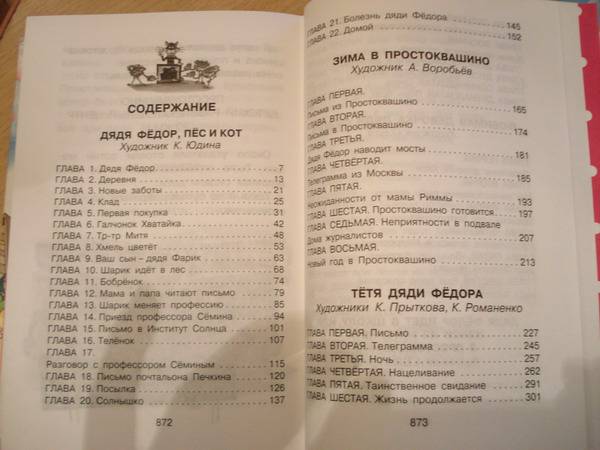 СОДЕРЖАНИЕ
ДЯДЯ ФЁДОР, ПЁС И КОТ
Художник К. Юдина
ГЛАВА 1. Дядя Фёдор 7
ГЛАВА 2. Деревня 13
ГЛАВА 3. Новые заботы 21
ГЛАВА 4. Клад 25
ГЛАВА 5. Первая покупка 31
ГЛАВА 6. Галчонок Хватайка 42
ГЛАВА 7. Тр-тр Митя 48
ГЛАВА 8. Хмель цветёт 53
ГЛАВА 9. Ваш сын – дядя Фарик 63
ГЛАВА 10. Шарик идёт в лес 68
ГЛАВА 11. Бобрёнок 74
ГЛАВА 12. Мама и папа читают письмо 79
ГЛАВА 13. Шарик меняет профессию 85
ГЛАВА 14. Приезд профессора Сёмина 94
ГЛАВА 15. Письмо в Институт Солнца 101
ГЛАВА 16. Телёнок 107
ГЛАВА 17.
Разговор с профессором Сёминым 115
ГЛАВА 18. Письмо почтальона Печкина 120
ГЛАВА 19. Посылка 126
ГЛАВА 20. Солнышко 137
872
ГЛАВА 21. Болезнь дяди Фёдора 145
ГЛАВА 22. Домой 152
ЗИМА В ПРОСТОКВАШИНО
Художник А. Воробьёв
ГЛАВА ПЕРВАЯ.
Письма из Простоквашино 165
ГЛАВА ВТОРАЯ.
Письма в Простоквашино 174
ГЛАВА ТРЕТЬЯ.
Дядя Фёдор наводит мосты 181
ГЛАВА ЧЕТВЁРТАЯ.
Телеграмма из Москвы 185
ГЛАВА ПЯТАЯ.
Неожиданности от мамы Риммы 193
ГЛАВА ШЕСТАЯ. Простоквашино готовится 197
ГЛАВА СЕДЬМАЯ. Неприятности в подвале
Дома журналистов 207
ГЛАВА ВОСЬМАЯ.
Новый год в Простоквашино 213
ТЁТЯ ДЯДИ ФЁДОРА
Художники К. Прыткова, К. Романенко
ГЛАВА ПЕРВАЯ. Письмо 227
ГЛАВА ВТОРАЯ. Телеграмма 245
ГЛАВА ТРЕТЬЯ. Ночь 257
ГЛАВА ЧЕТВЁРТАЯ. Нацеливание 262
ГЛАВА ПЯТАЯ. Таинственное свидание 291
ГЛАВА ШЕСТАЯ. Жизнь продолжается 301
873